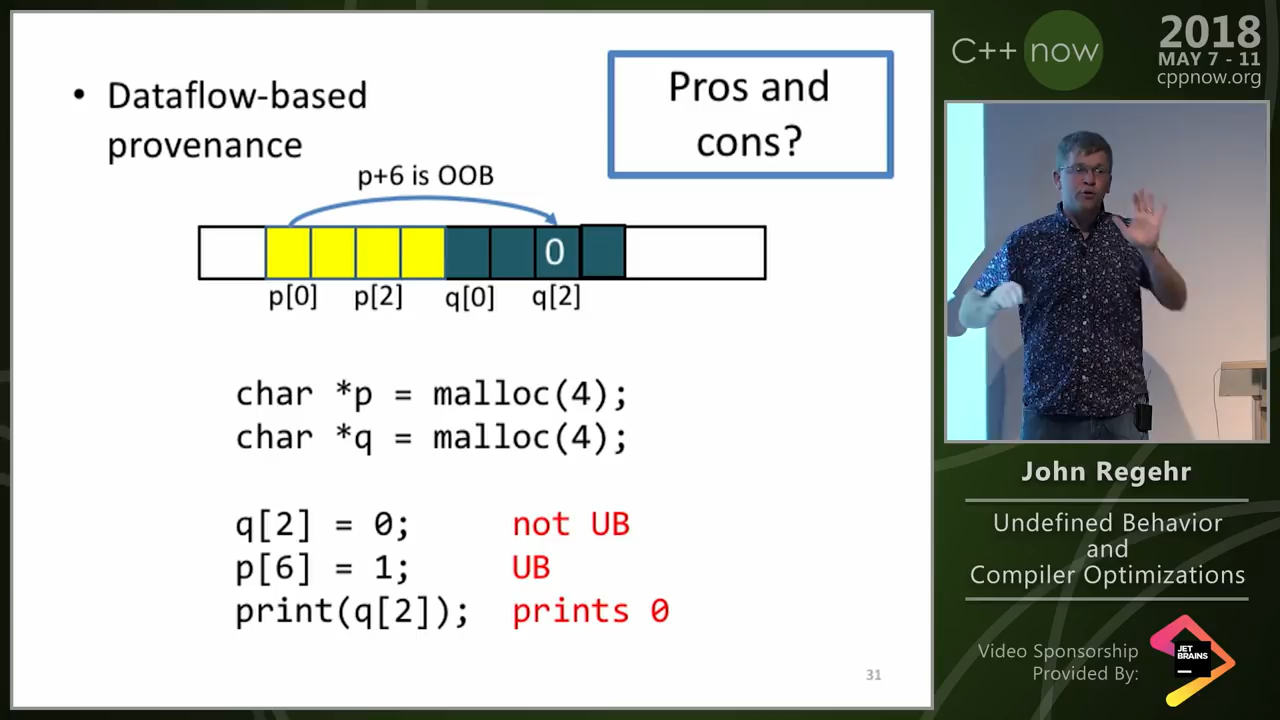 • Dataflow-based
provenance
Pros and
cons?
p+6 is OOB
0
p[0] p[2] q[0] q[2]
char *p = malloc(4);
char *q = malloc(4);
q[2] = 0; not UB
p[6] = 1; UB
print(q[2]); prints 0
31
C++ now
2018
MAY 7 - 11
cppnow.org
John Regehr
Undefined Behavior
and
Compiler Optimizations
Video Sponsorship
Provided By:
JET
BRAINS